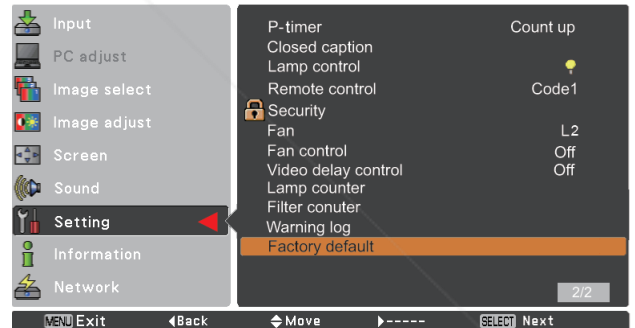 Input
PC adjust
Image select
Image adjust
Screen
Sound
Setting
Information
Network
P-timer Count up
Closed caption
Lamp control
Remote control Code1
Security
Fan L2
Fan control Off
Video delay control Off
Lamp counter
Filter conuter
Warning log
Factory default
2/2
MENU Exit Back Move ----- SELECT Next